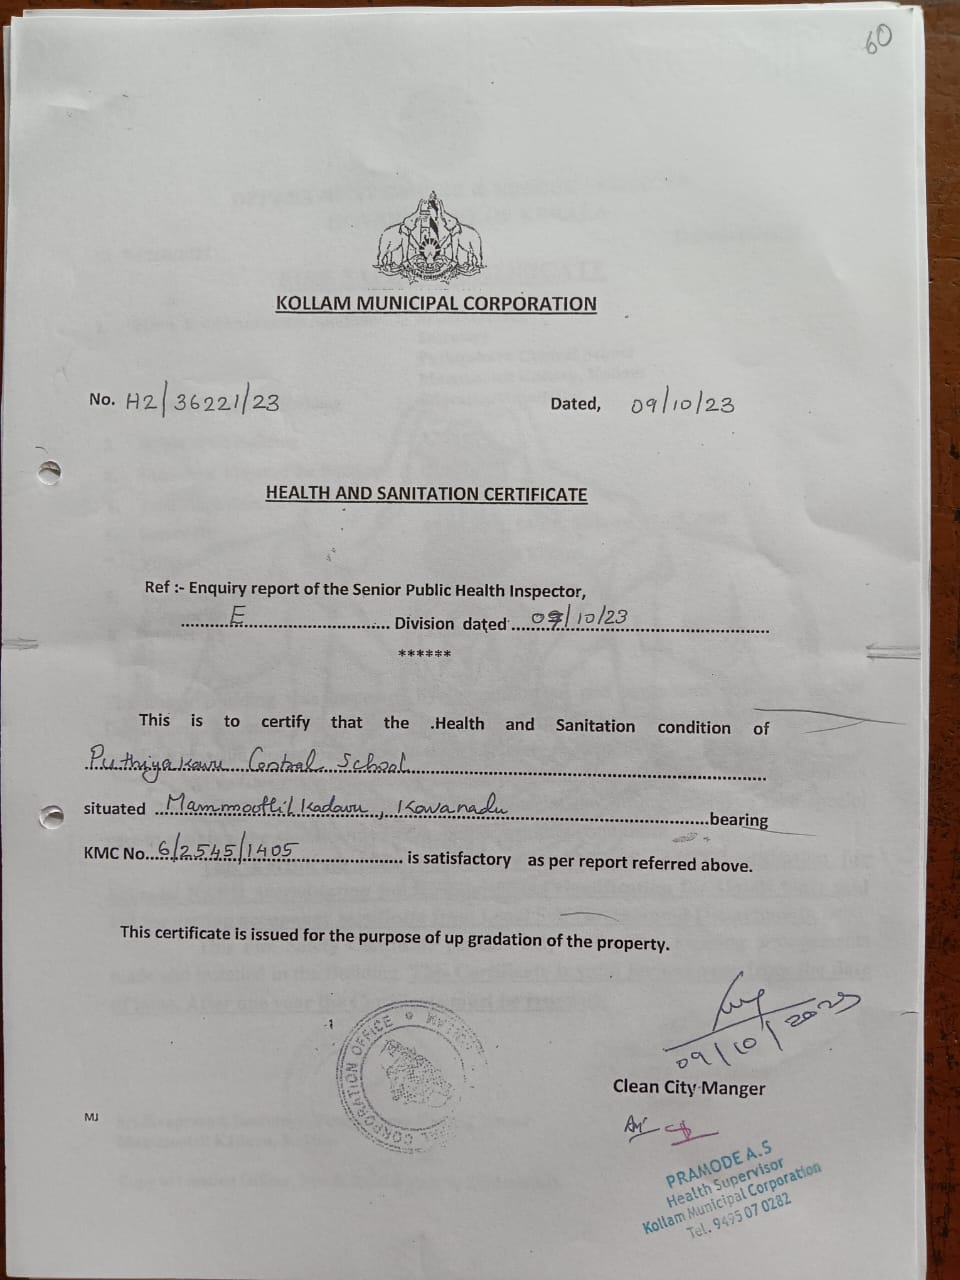 60
KOLLAM MUNICIPAL CORPORATION
No. H2/36221/23 Dated, 09/10/23
HEALTH AND SANITATION CERTIFICATE
Ref :- Enquiry report of the Senior Public Health Inspector,
..........E.......................... Division dated....09/10/23..........................
******
This is to certify that the .Health and Sanitation condition of
Puthiyakavu Central School..........................
situated ..Mammoottil Kadavu, Kavanadu..........................bearing
KMC No..6/2545/1405.................... is satisfactory as per report referred above.
This certificate is issued for the purpose of up gradation of the property.
09/10/2023
Clean City Manger
CORPORATION OFFICE
MJ
PRAMODE A.S
Health Supervisor
Kollam Municipal Corporation
Tel. 9495 07 0282